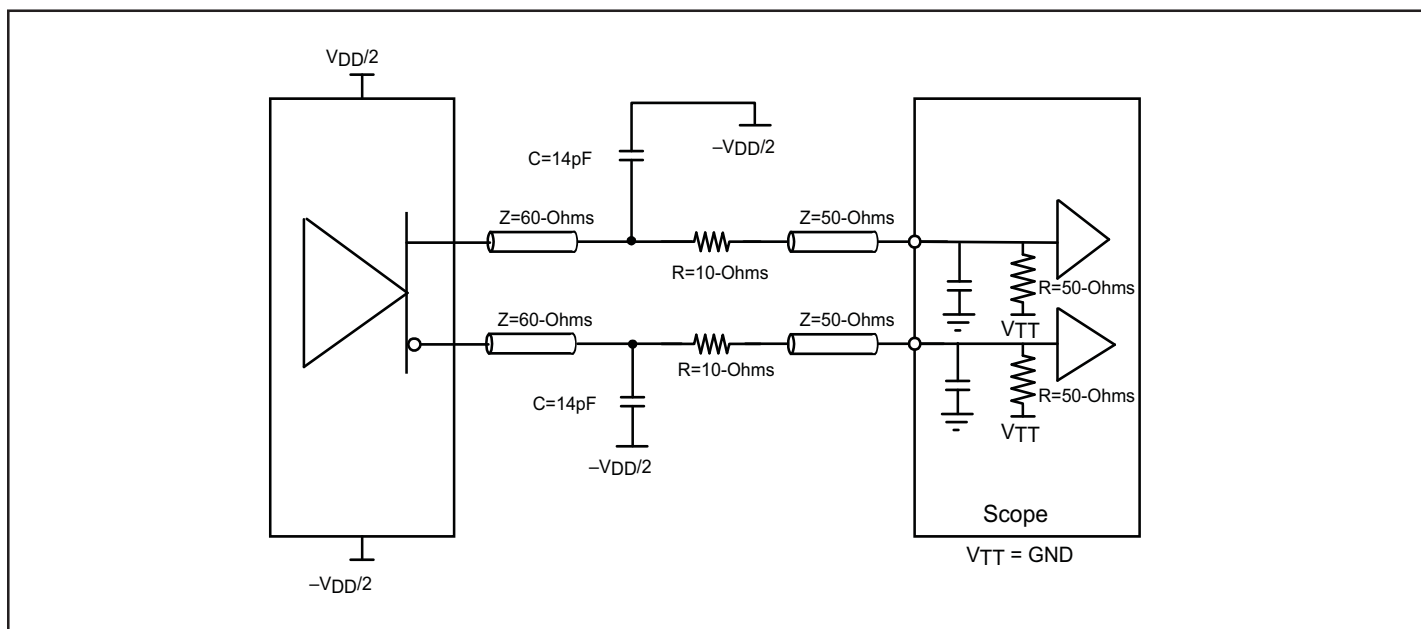 VDD/2
C=14pF
–VDD/2
Z=60-Ohms
Z=50-Ohms
R=10-Ohms
R=50-Ohms
VTT
Z=60-Ohms
Z=50-Ohms
R=10-Ohms
R=50-Ohms
C=14pF
VTT
–VDD/2
Scope
VTT = GND
–VDD/2